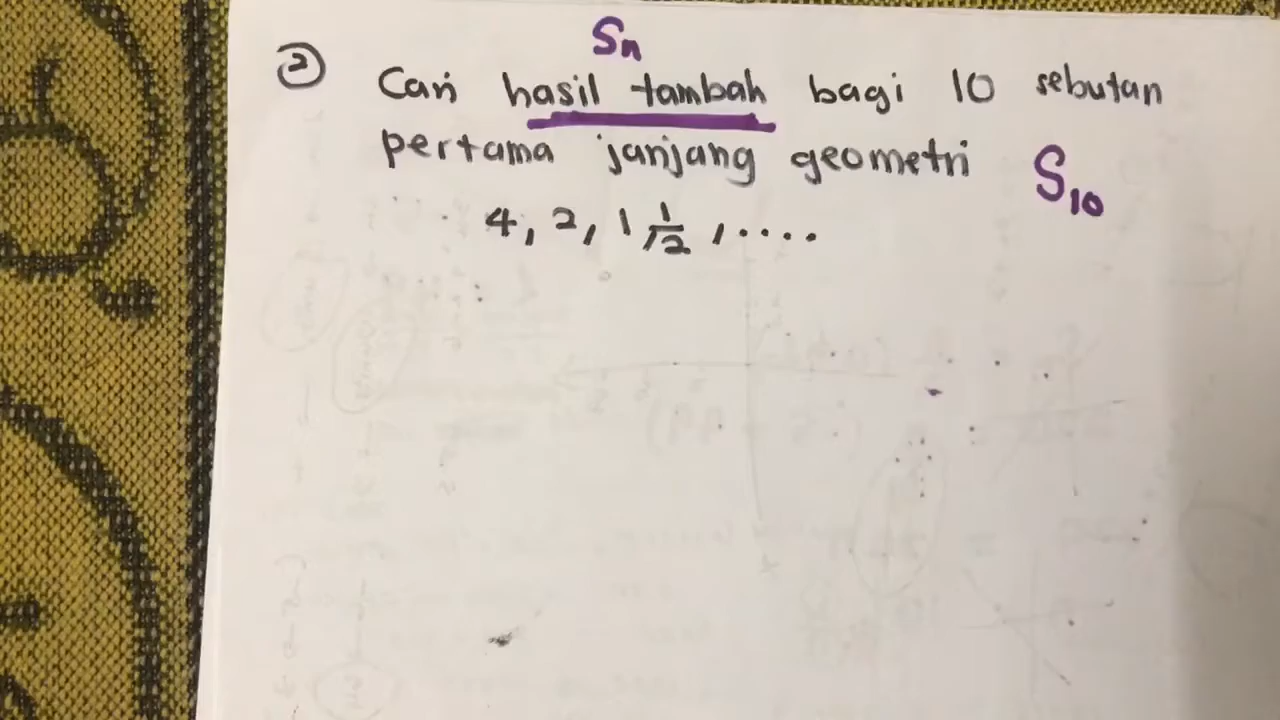 Sn
② Cari hasil tambah bagi 10 sebutan
pertama janjang geometri S₁₀
4, 2, 1, 1/2, ....